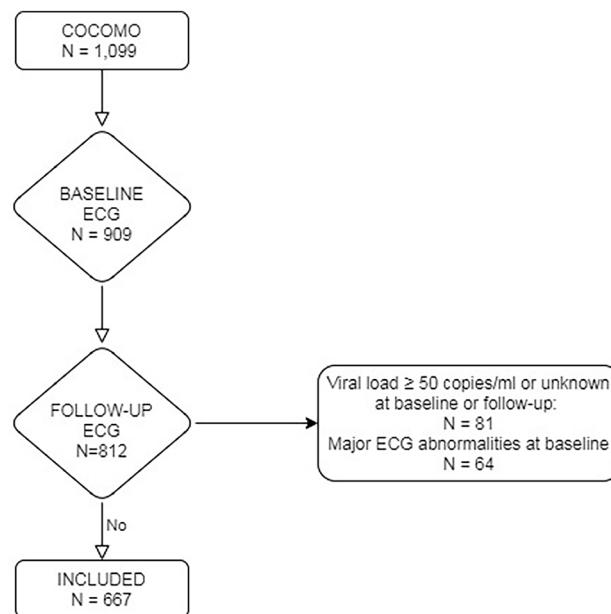 COCOMO
N = 1,099
BASELINE
ECG
N = 909
FOLLOW-UP
ECG
N=812
Viral load ≥ 50 copies/ml or unknown
at baseline or follow-up:
N = 81
Major ECG abnormalities at baseline
N = 64
No
INCLUDED
N = 667